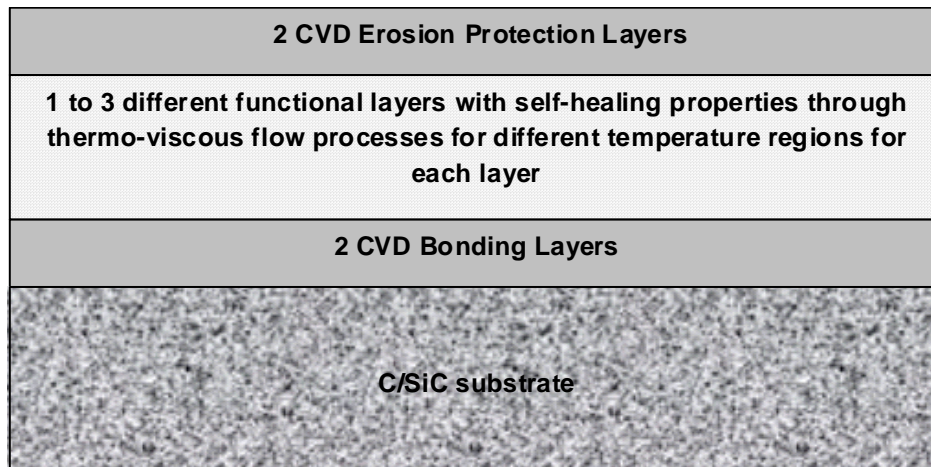 2 CVD Erosion Protection Layers
1 to 3 different functional layers with self-healing properties through
thermo-viscous flow processes for different temperature regions for
each layer
2 CVD Bonding Layers
C/SiC substrate